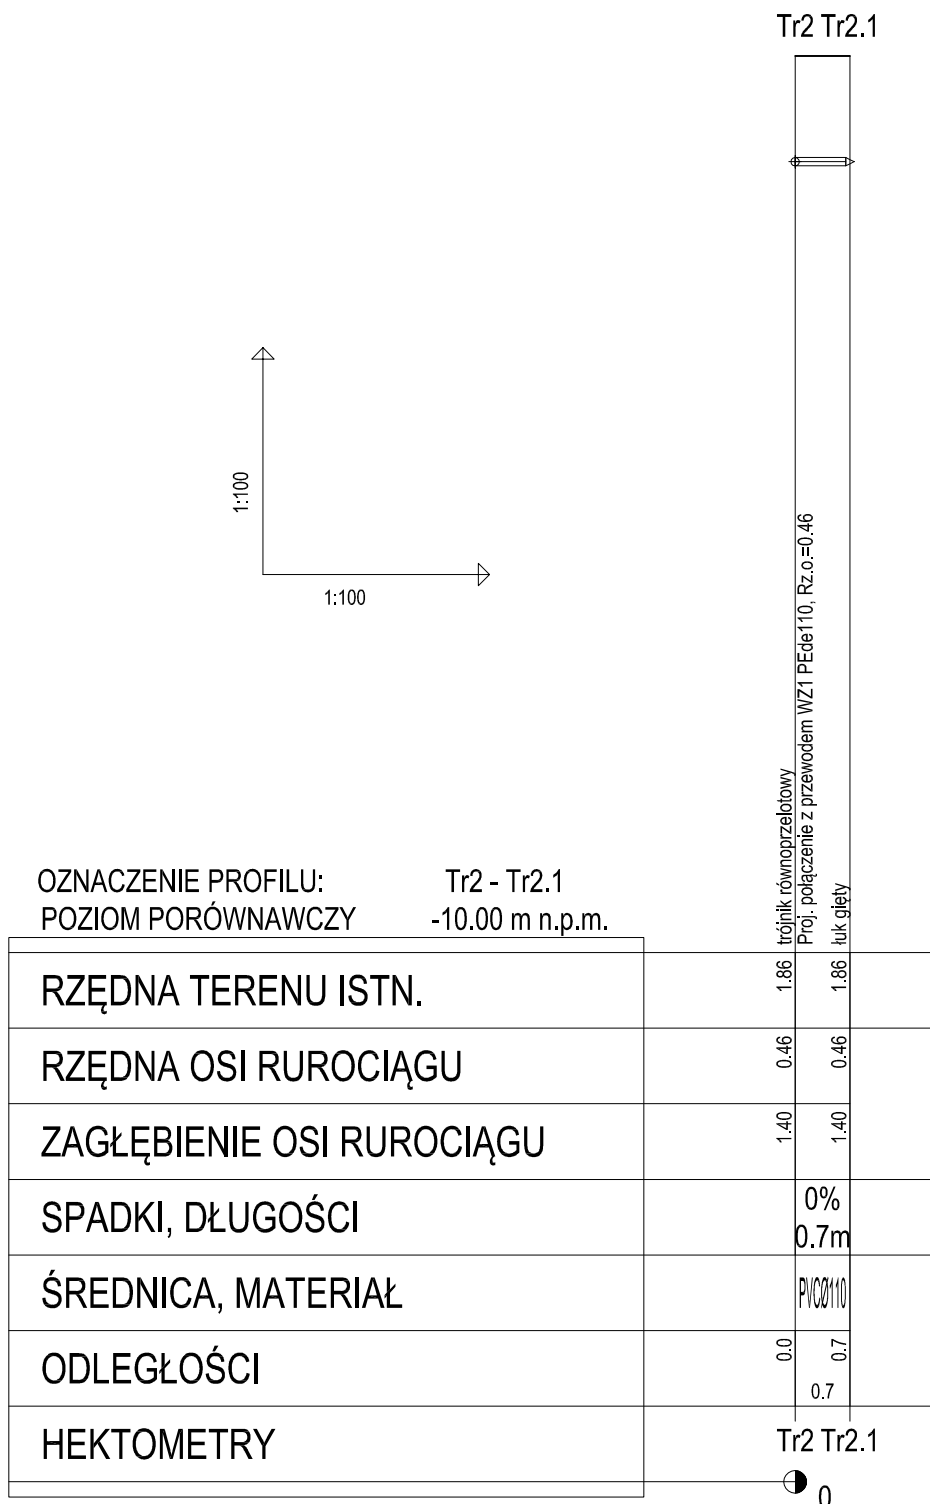 Tr2 Tr2.1
1:100
1:100
trójnik równoprzelotowy
Proj. połączenie z przewodem WZ1 PEde110, Rz.o.=0.46
łuk gięty
OZNACZENIE PROFILU: Tr2 - Tr2.1
POZIOM PORÓWNAWCZY -10.00 m n.p.m.
RZĘDNA TERENU ISTN. 1.86 1.86
RZĘDNA OSI RUROCIĄGU 0.46 0.46
ZAGŁĘBIENIE OSI RUROCIĄGU 1.40 1.40
SPADKI, DŁUGOŚCI 0%
0.7m
ŚREDNICA, MATERIAŁ PVCØ110
ODLEGŁOŚCI 0.0 0.7
0.7
HEKTOMETRY Tr2 Tr2.1
0